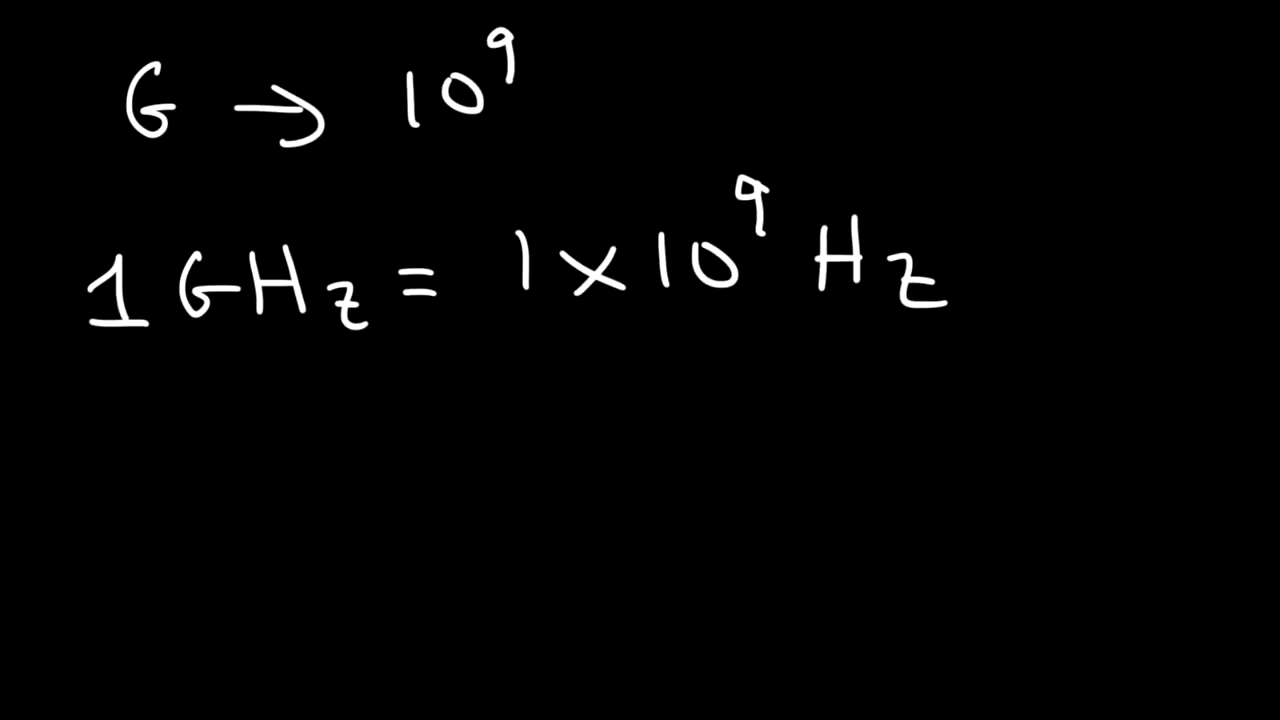 G → 10⁹
1 GHz = 1 x 10⁹ Hz